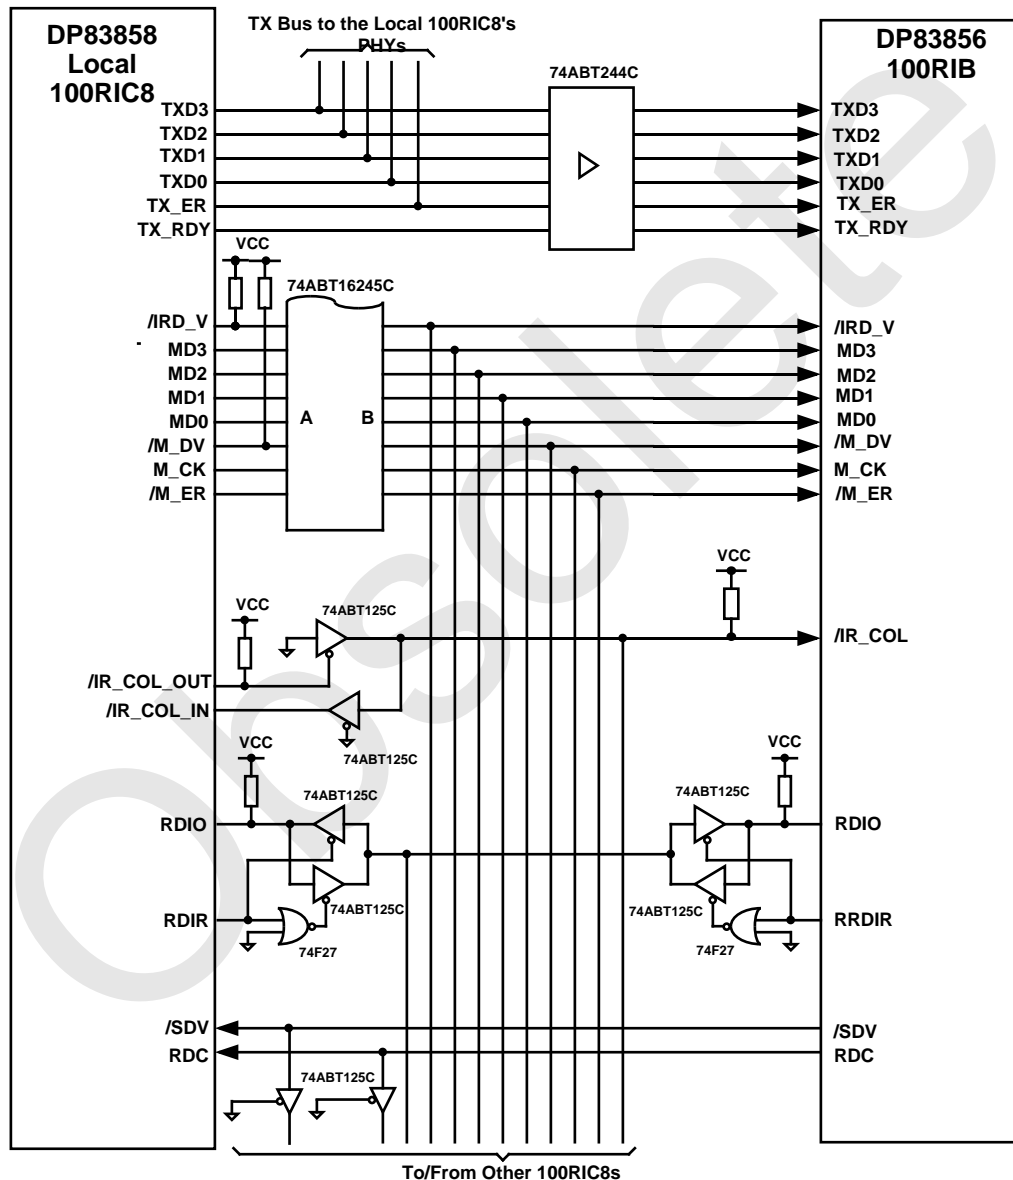 DP83858
Local
100RIC8
TX Bus to the Local 100RIC8's
PHYs
DP83856
100RIB
74ABT244C
TXD3
TXD2
TXD1
TXD0
TX_ER
TX_RDY
TXD3
TXD2
TXD1
TXD0
TX_ER
TX_RDY
VCC
74ABT16245C
/IRD_V
MD3
MD2
MD1
MD0
/M_DV
M_CK
/M_ER
A
B
/IRD_V
MD3
MD2
MD1
MD0
/M_DV
M_CK
/M_ER
VCC
VCC
74ABT125C
/IR_COL
/IR_COL_OUT
/IR_COL_IN
74ABT125C
VCC
VCC
74ABT125C
74ABT125C
RDIO
RDIO
74ABT125C
74ABT125C
RDIR
RRDIR
74F27
74F27
/SDV
RDC
/SDV
RDC
74ABT125C
To/From Other 100RIC8s
Obsolete